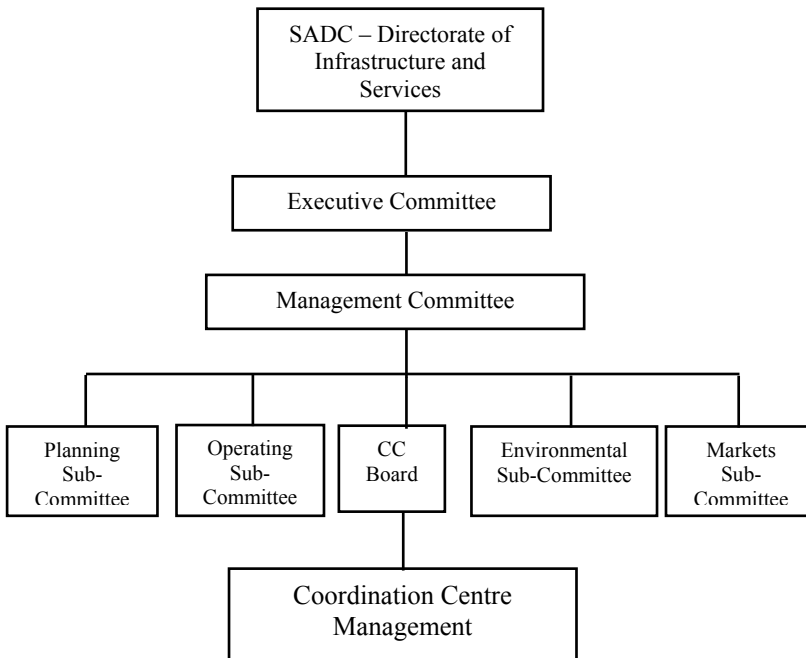 SADC – Directorate of
Infrastructure and
Services
Executive Committee
Management Committee
Planning
Sub-
Committee
Operating
Sub-
Committee
CC
Board
Environmental
Sub-Committee
Markets
Sub-
Committee
Coordination Centre
Management